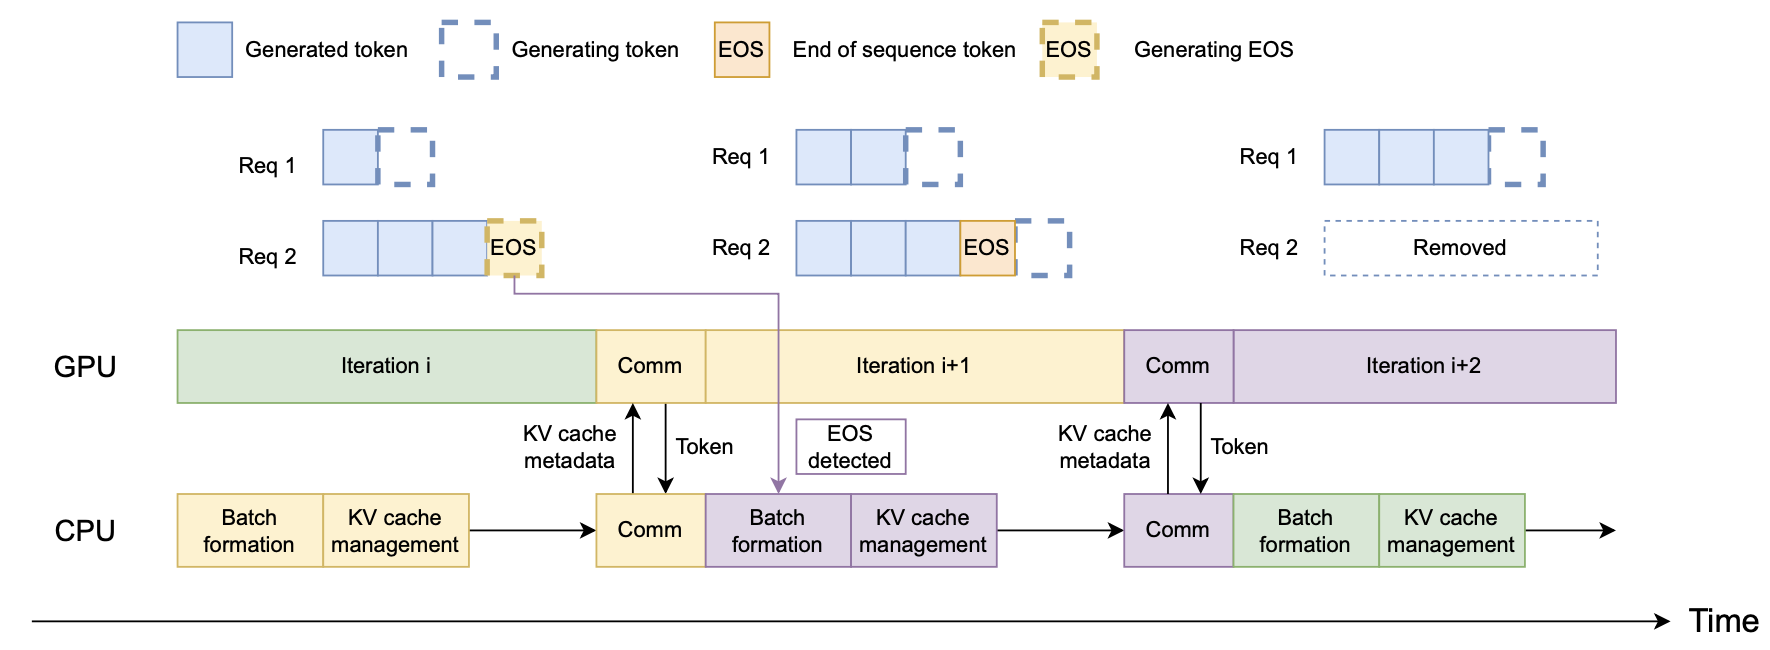 Generated token
Generating token
EOS
End of sequence token
EOS
Generating EOS
Req 1
Req 1
Req 1
Req 2
EOS
Req 2
EOS
Req 2
Removed
GPU
Iteration i
Comm
Iteration i+1
Comm
Iteration i+2
KV cache
metadata
Token
EOS
detected
KV cache
metadata
Token
CPU
Batch
formation
KV cache
management
Comm
Batch
formation
KV cache
management
Comm
Batch
formation
KV cache
management
Time